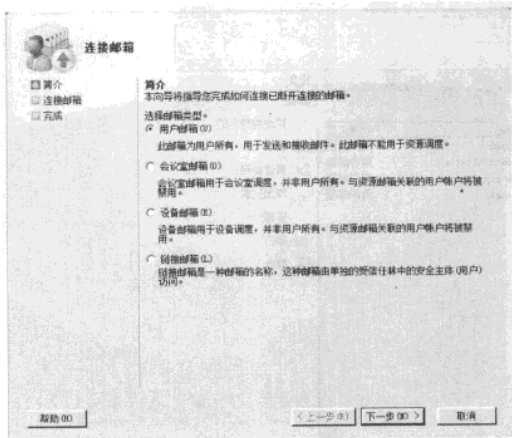 连接邮箱
简介
连接邮箱
完成
简介
本向导将指导您完成如何连接已断开连接的邮箱。
选择邮箱类型。
用户邮箱(U)
此邮箱为用户所有，用于发送和接收邮件。此邮箱不能用于资源调度。
会议室邮箱
会议室邮箱用于会议室调度，并非用户所有。与资源邮箱关联的用户帐户将被
禁用。
设备邮箱(E)
设备邮箱用于设备调度，并非用户所有。与资源邮箱关联的用户帐户将被禁
用。
链接邮箱(L)
链接邮箱是一种邮箱的名称，这种邮箱由单独的受信任林中的安全主体(用户)
访问。
帮助(H)
< 上一步(B)
下一步(N) >
取消